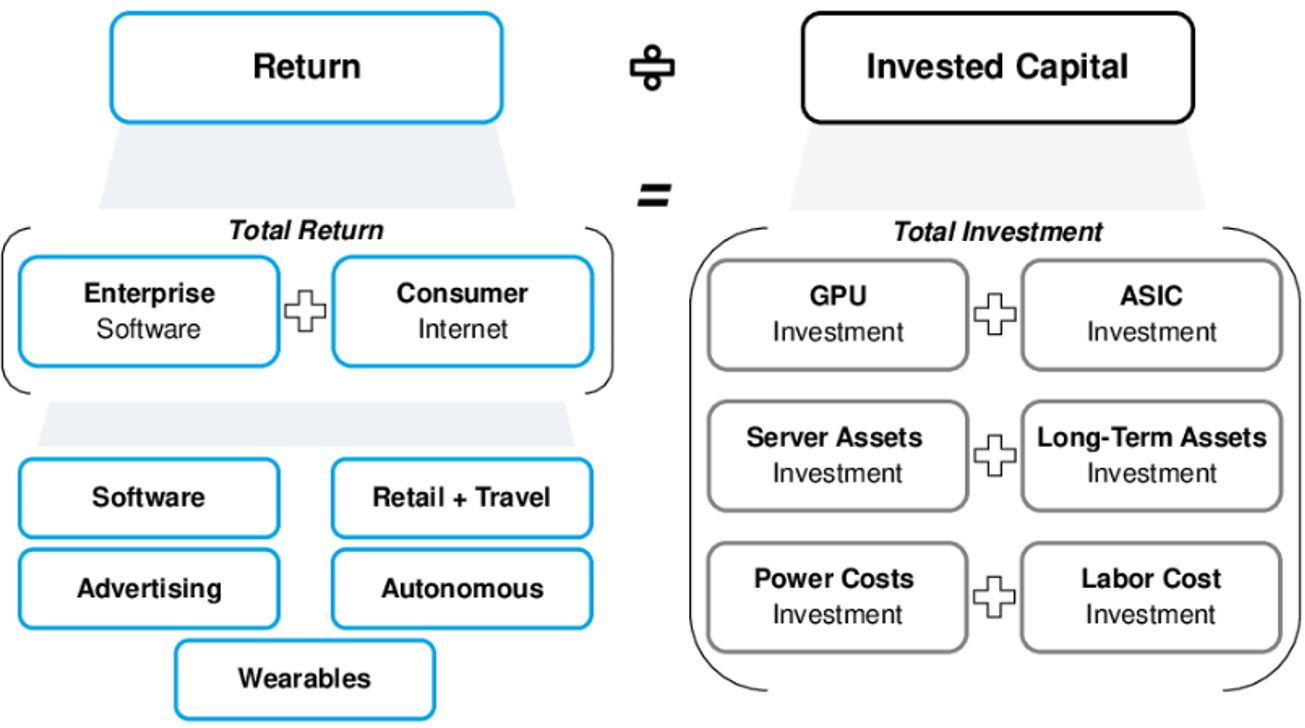 Return
÷
Invested Capital
=
Total Return
Enterprise
Software
Consumer
Internet
Software
Retail + Travel
Advertising
Autonomous
Wearables
Total Investment
GPU
Investment
ASIC
Investment
Server Assets
Investment
Long-Term Assets
Investment
Power Costs
Investment
Labor Cost
Investment